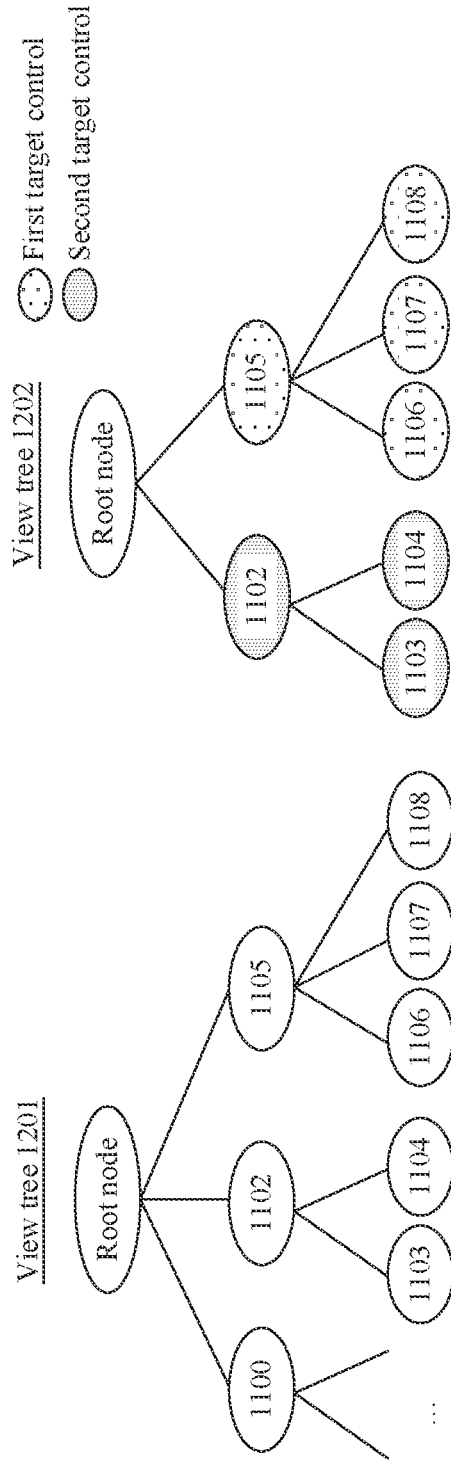 View tree 1201
Root node
1100
1102
1105
...
1103
1104
1106
1107
1108
View tree 1202
First target control
Second target control
Root node
1102
1105
1103
1104
1106
1107
1108